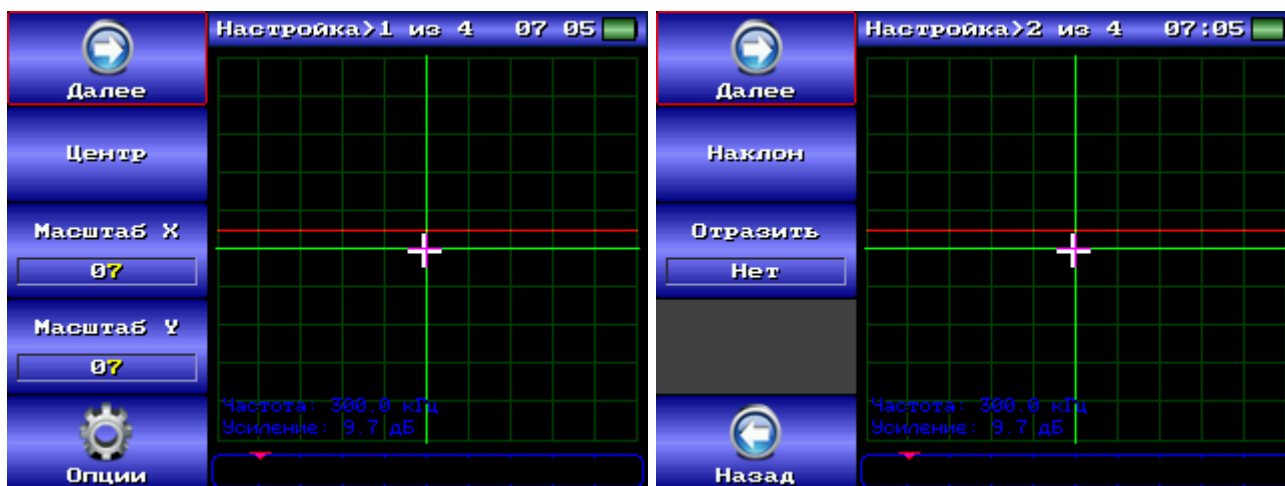 Настройка>1 из 4 07 05
Далее
Центр
Масштаб X
07
Масштаб Y
07
Опции
Частота: 300.0 кГц
Усиление: 9.7 дБ
Настройка>2 из 4 07:05
Далее
Наклон
Отразить
Нет
Назад
Частота: 300.0 кГц
Усиление: 9.7 дБ